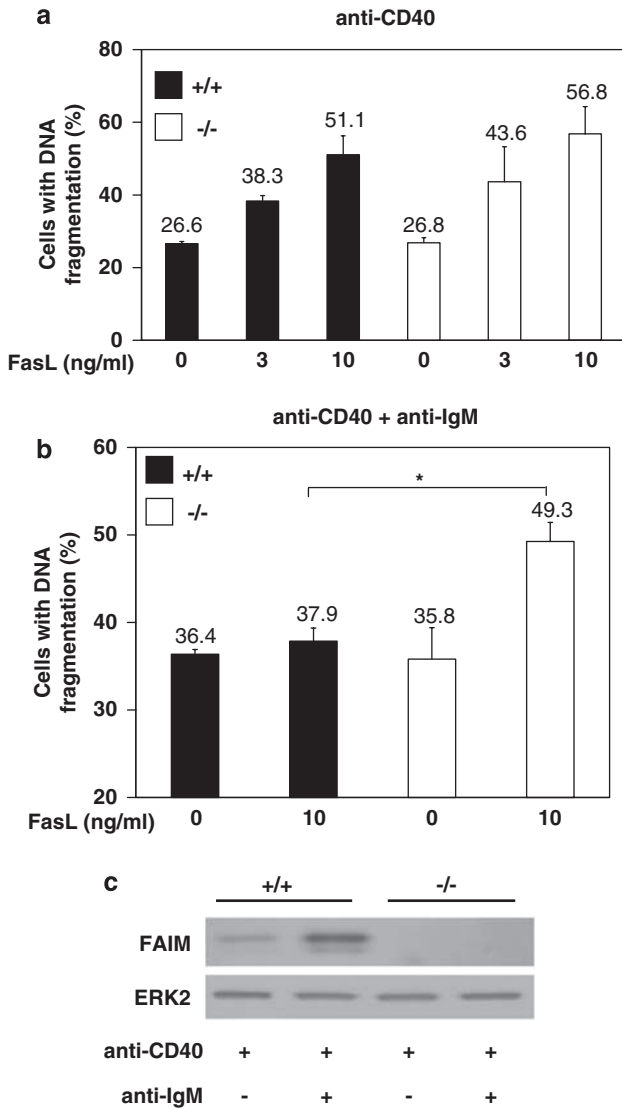 a
anti-CD40
Cells with DNA
fragmentation (%)
80
60
40
20
0
+/+
-/-
26.6
38.3
51.1
26.8
43.6
56.8
FasL (ng/ml) 0 3 10 0 3 10
b
anti-CD40 + anti-IgM
Cells with DNA
fragmentation (%)
60
50
40
30
20
+/+
-/-
*
36.4
37.9
35.8
49.3
FasL (ng/ml) 0 10 0 10
c
+/+ -/-
FAIM
ERK2
anti-CD40 + + + +
anti-IgM - + - +